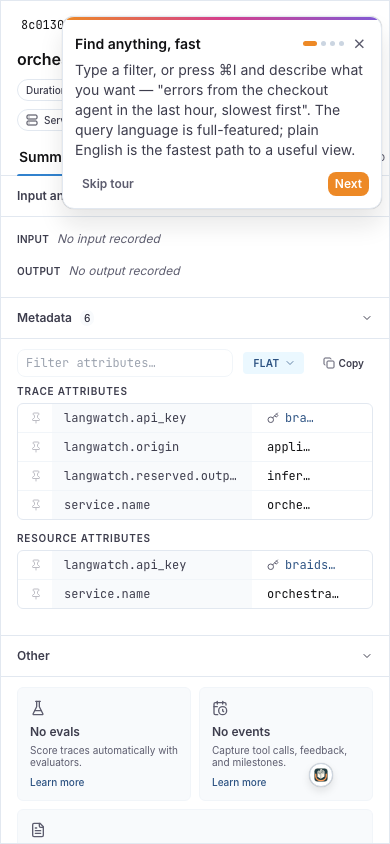 8c0130
Find anything, fast
Type a filter, or press ⌘I and describe what
you want — "errors from the checkout
agent in the last hour, slowest first". The
query language is full-featured; plain
English is the fastest path to a useful view.
Skip tour
Next
orche
Duration
Serv
Summ
Input an
INPUT No input recorded
OUTPUT No output recorded
Metadata 6
Filter attributes…
FLAT
Copy
TRACE ATTRIBUTES
langwatch.api_key bra…
langwatch.origin appli…
langwatch.reserved.outp… infer…
service.name orche…
RESOURCE ATTRIBUTES
langwatch.api_key braids…
service.name orchestra…
Other
No evals
Score traces automatically with
evaluators.
Learn more
No events
Capture tool calls, feedback,
and milestones.
Learn more